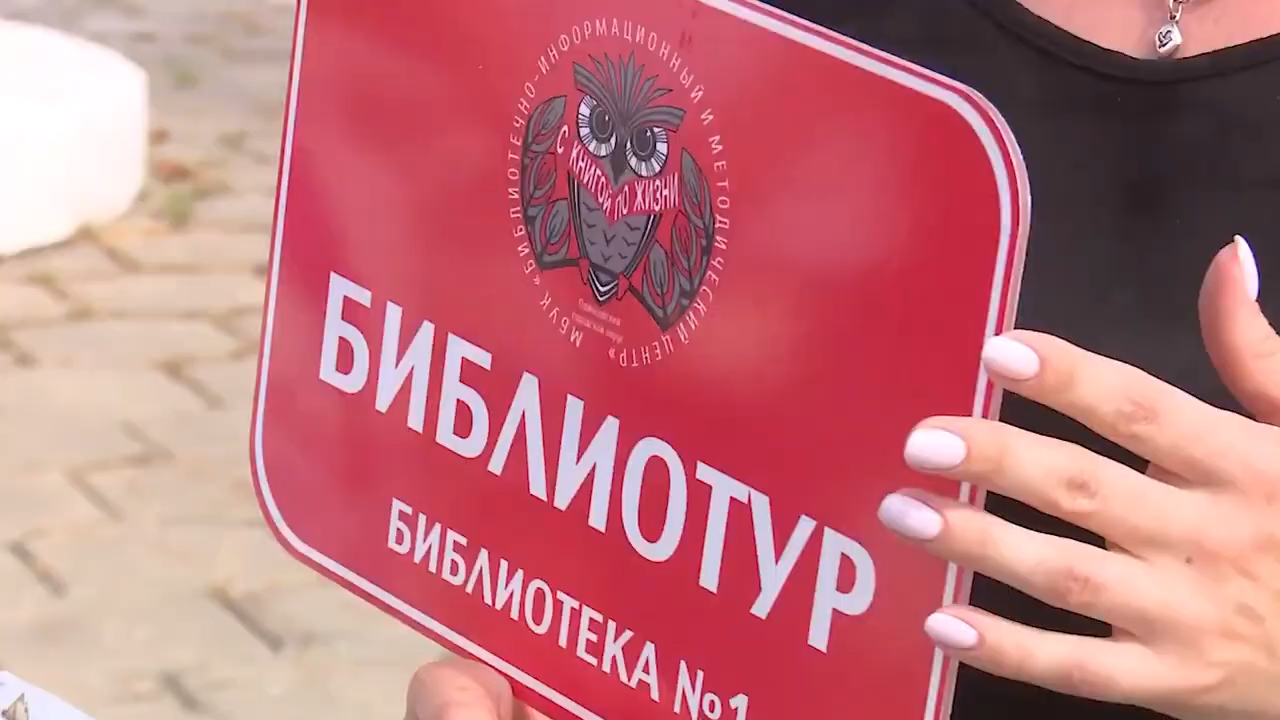 МБУК «БИБЛИОТЕЧНО-ИНФОРМАЦИОННЫЙ И МЕТОДИЧЕСКИЙ ЦЕНТР»
С КНИГОЙ ПО ЖИЗНИ
БИБЛИОТУР
БИБЛИОТЕКА №1